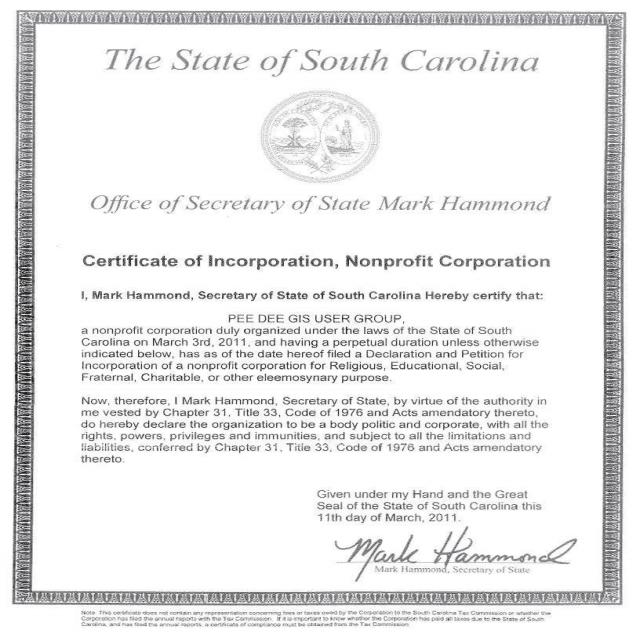 The State of South Carolina
Office of Secretary of State Mark Hammond
Certificate of Incorporation, Nonprofit Corporation
I, Mark Hammond, Secretary of State of South Carolina Hereby certify that:
PEE DEE GIS USER GROUP,
a nonprofit corporation duly organized under the laws of the State of South
Carolina on March 3rd, 2011, and having a perpetual duration unless otherwise
indicated below, has as of the date hereof filed a Declaration and Petition for
Incorporation of a nonprofit corporation for Religious, Educational, Social,
Fraternal, Charitable, or other eleemosynary purpose.
Now, therefore, I Mark Hammond, Secretary of State, by virtue of the authority in
me vested by Chapter 31, Title 33, Code of 1976 and Acts amendatory thereto,
do hereby declare the organization to be a body politic and corporate, with all the
rights, powers, privileges and immunities, and subject to all the limitations and
liabilities, conferred by Chapter 31, Title 33, Code of 1976 and Acts amendatory
thereto.
Given under my Hand and the Great
Seal of the State of South Carolina this
11th day of March, 2011.
Mark Hammond
Mark Hammond, Secretary of State
Note: This certificate does not contain any representation concerning fees or taxes owed by the Corporation to the South Carolina Tax Commission or whether the
Corporation has filed the annual reports with the Tax Commission. If it is important to know whether the Corporation has paid all taxes due to the State of South
Carolina, and has filed the annual reports, a certificate of compliance must be obtained from the Tax Commission.